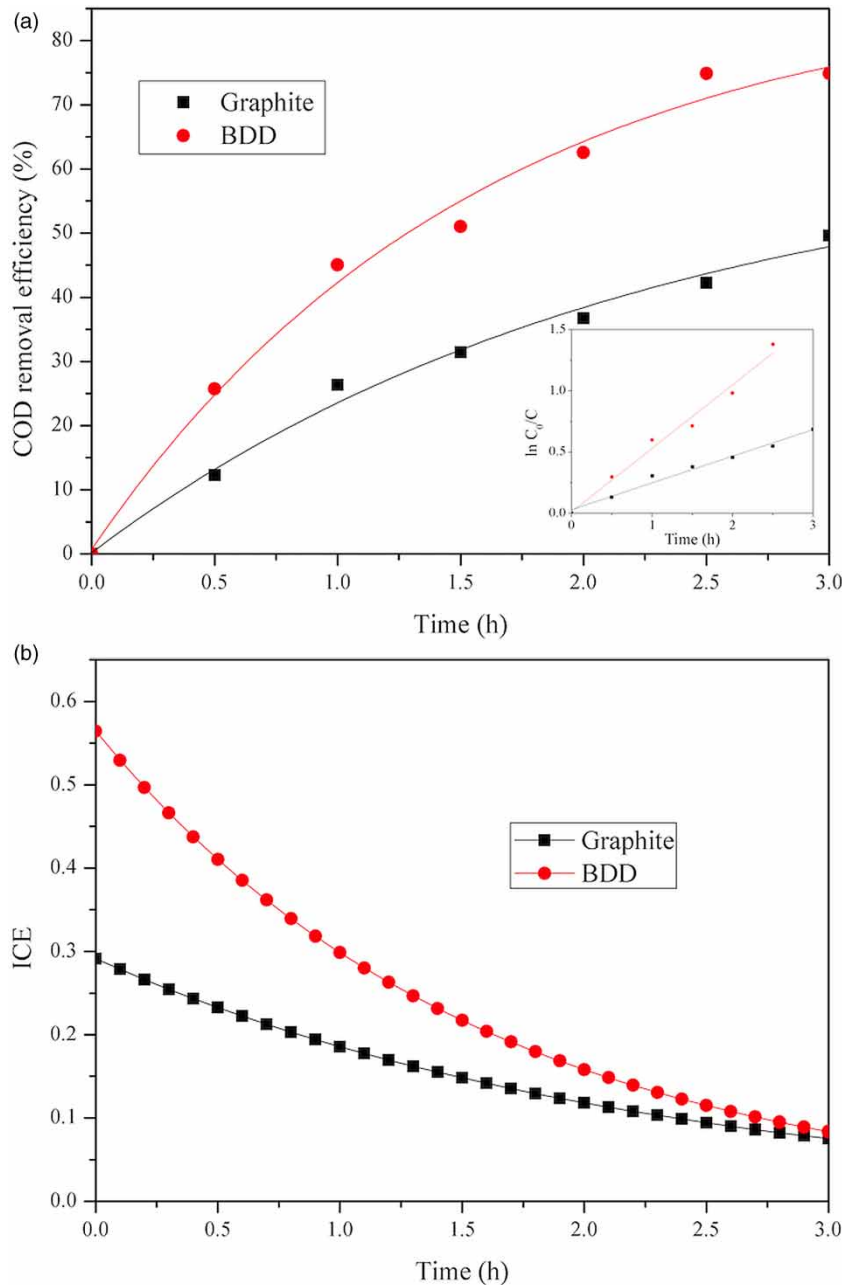 (a)
85
80
70
60
50
40
30
20
10
0
COD removal efficiency (%)
Graphite
BDD
1.5
1.0
0.5
0.0
ln C₀/C
0 1 2 3
Time (h)
0.0 0.5 1.0 1.5 2.0 2.5 3.0
Time (h)
(b)
0.6
0.5
0.4
0.3
0.2
0.1
0.0
ICE
Graphite
BDD
0.0 0.5 1.0 1.5 2.0 2.5 3.0
Time (h)